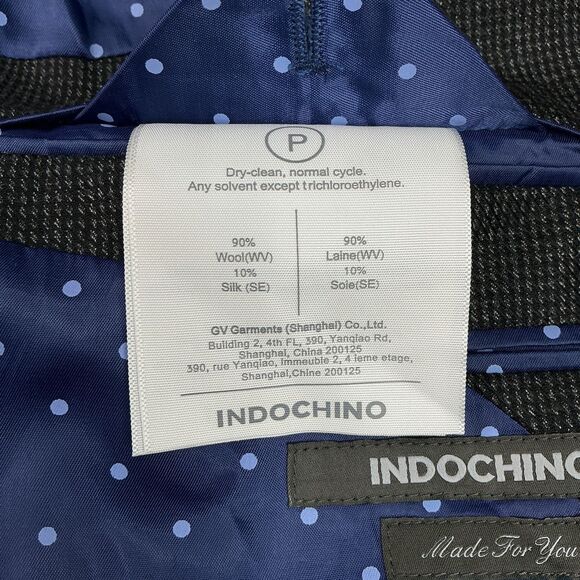 P
Dry-clean, normal cycle.
Any solvent except trichloroethylene.
90%
Wool(WV)
10%
Silk (SE)
90%
Laine(WV)
10%
Soie(SE)
GV Garments (Shanghai) Co.,Ltd.
Building 2, 4th FL, 390, Yanqiao Rd,
Shanghai, China 200125
390, rue Yanqiao, Immeuble 2, 4 ieme etage,
Shanghai,Cnine 200125
INDOCHINO
INDOCHINO
Made For You